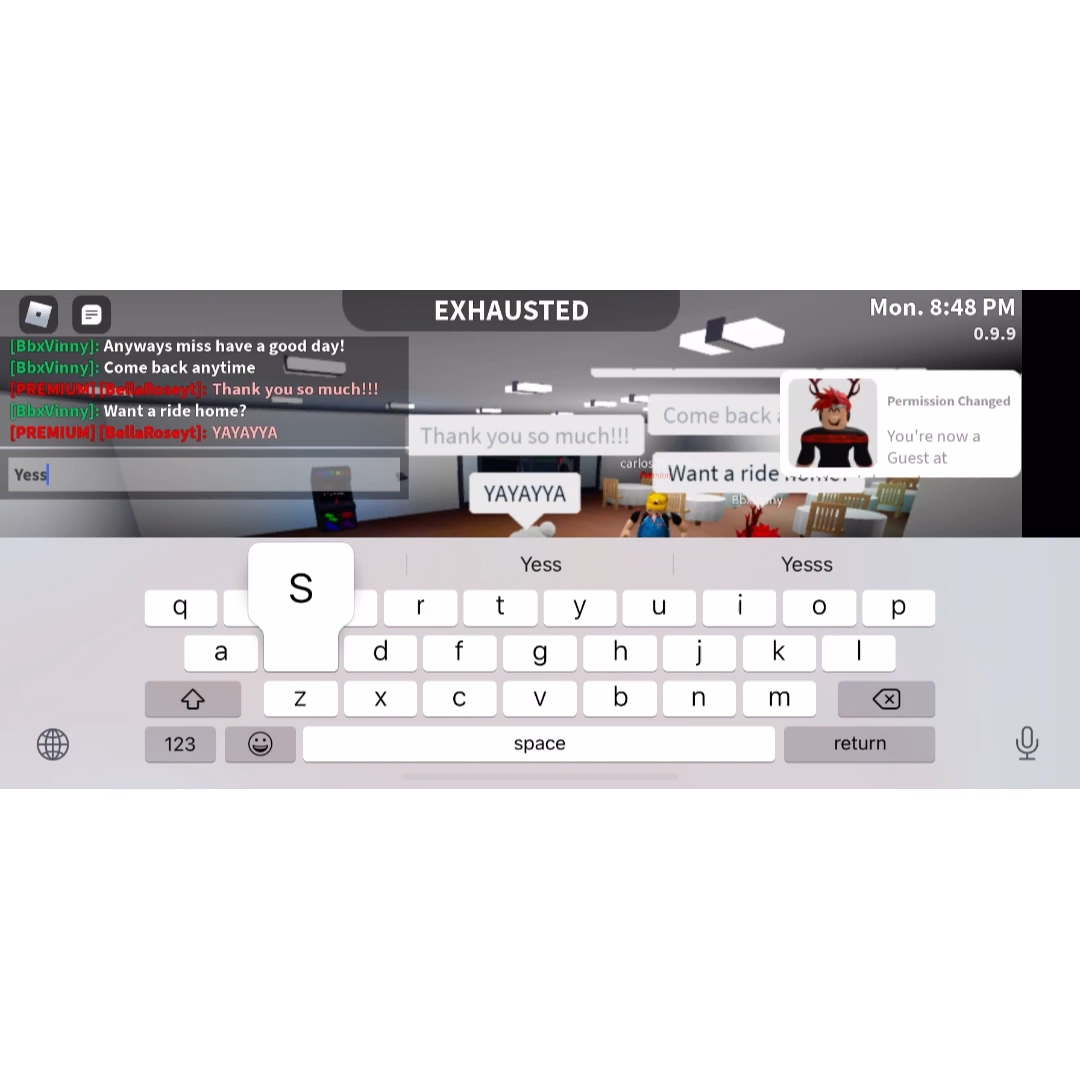 EXHAUSTED
Mon. 8:48 PM
0.9.9
[BbxVinny]: Anyways miss have a good day!
[BbxVinny]: Come back anytime
[PREMIUM] [BellaRoseyt]: Thank you so much!!!
[BbxVinny]: Want a ride home?
[PREMIUM] [BellaRoseyt]: YAYAYYA
Yess
Permission Changed
You're now a
Guest at
Come back
Thank you so much!!!
carlos
Want a ride home?
YAYAYYA
Yess
Yesss
S
q r t y u i o p
a d f g h j k l
z x c v b n m
123
space
return